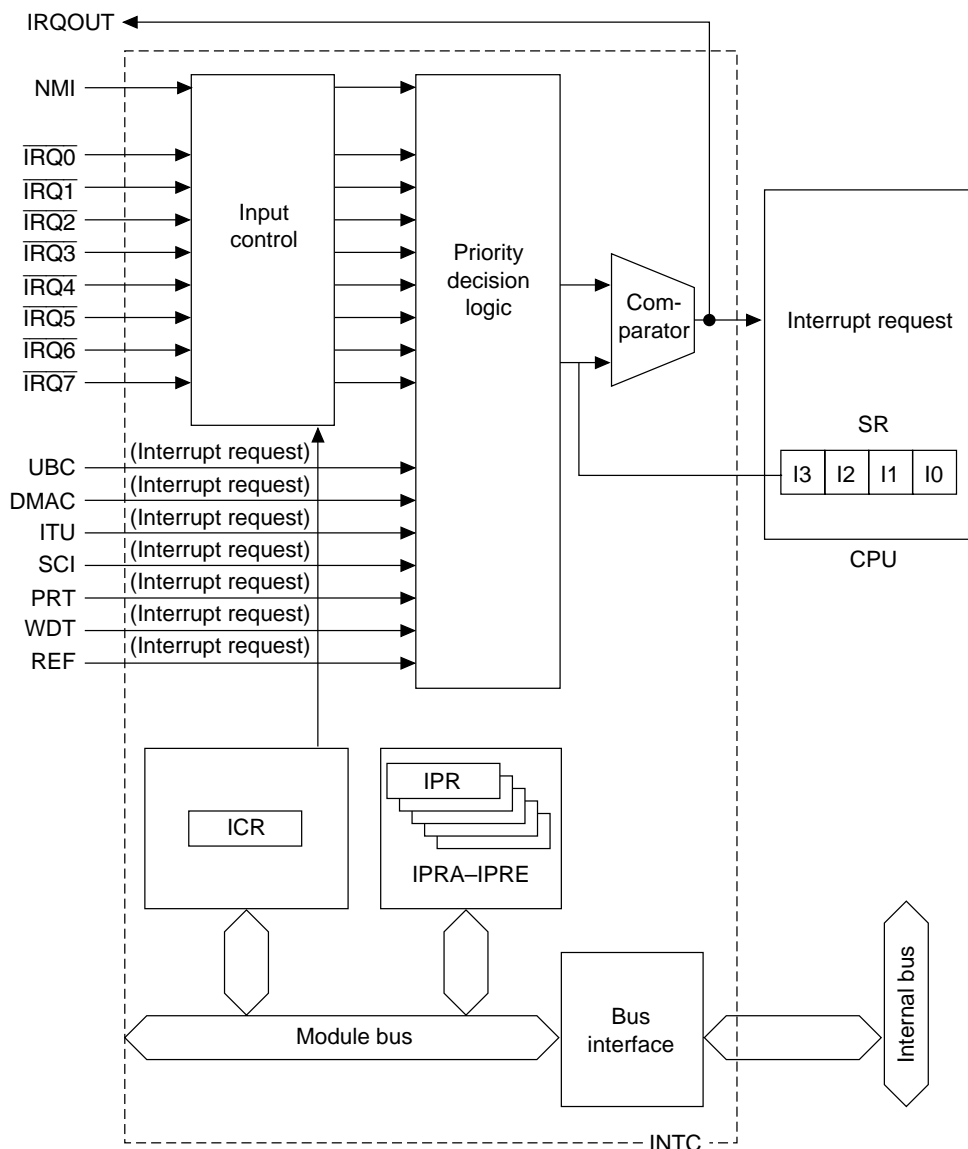 IRQOUT
NMI
IRQ0
IRQ1
IRQ2
IRQ3
IRQ4
IRQ5
IRQ6
IRQ7
Input
control
Priority
decision
logic
Com-
parator
Interrupt request
SR
I3 I2 I1 I0
CPU
UBC
(Interrupt request)
DMAC
(Interrupt request)
ITU
(Interrupt request)
SCI
(Interrupt request)
PRT
(Interrupt request)
WDT
(Interrupt request)
REF
(Interrupt request)
ICR
IPR
IPRA–IPRE
Module bus
Bus
interface
Internal bus
INTC